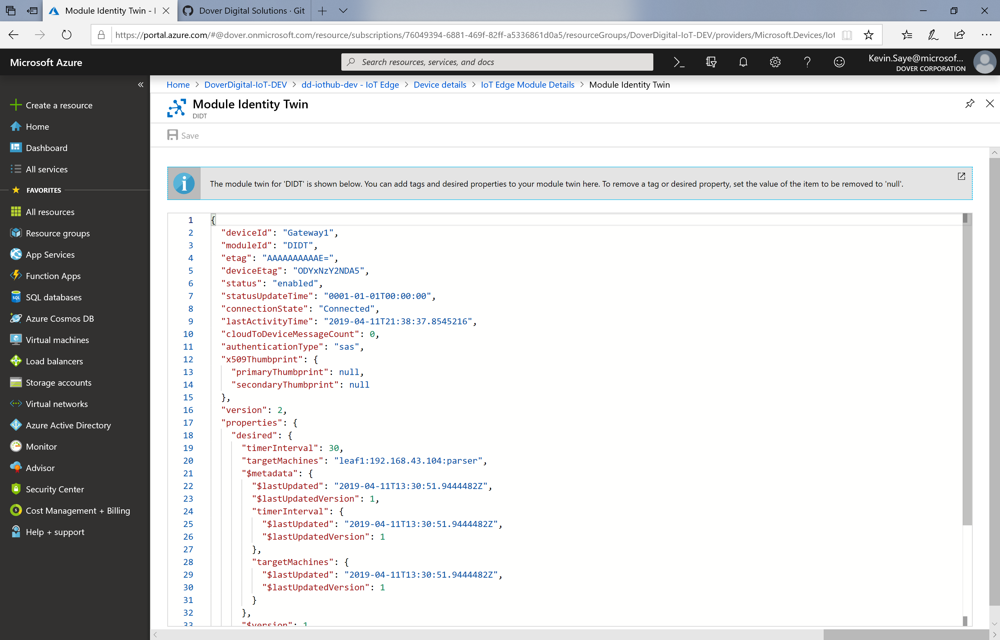 Module Identity Twin - I
Dover Digital Solutions · Git
https://portal.azure.com/#@dover.onmicrosoft.com/resource/subscriptions/76049394-6881-469f-82ff-a5336861d0a5/resourceGroups/DoverDigital-IoT-DEV/providers/Microsoft.Devices/Iot
Microsoft Azure
Search resources, services, and docs
Kevin.Saye@microsof...
DOVER CORPORATION
Create a resource
Home
Dashboard
All services
FAVORITES
All resources
Resource groups
App Services
Function Apps
SQL databases
Azure Cosmos DB
Virtual machines
Load balancers
Storage accounts
Virtual networks
Azure Active Directory
Monitor
Advisor
Security Center
Cost Management + Billing
Help + support
Home > DoverDigital-IoT-DEV > dd-iothub-dev - IoT Edge > Device details > IoT Edge Module Details > Module Identity Twin
Module Identity Twin
DIDT
Save
The module twin for 'DIDT' is shown below. You can add tags and desired properties to your module twin here. To remove a tag or desired property, set the value of the item to be removed to 'null'.
1 {
2 "deviceId": "Gateway1",
3 "moduleId": "DIDT",
4 "etag": "AAAAAAAAAAE=",
5 "deviceEtag": "ODYxNzY2NDA5",
6 "status": "enabled",
7 "statusUpdateTime": "0001-01-01T00:00:00",
8 "connectionState": "Connected",
9 "lastActivityTime": "2019-04-11T21:38:37.8545216",
10 "cloudToDeviceMessageCount": 0,
11 "authenticationType": "sas",
12 "x509Thumbprint": {
13 "primaryThumbprint": null,
14 "secondaryThumbprint": null
15 },
16 "version": 2,
17 "properties": {
18 "desired": {
19 "timerInterval": 30,
20 "targetMachines": "leaf1:192.168.43.104:parser",
21 "$metadata": {
22 "$lastUpdated": "2019-04-11T13:30:51.9444482Z",
23 "$lastUpdatedVersion": 1,
24 "timerInterval": {
25 "$lastUpdated": "2019-04-11T13:30:51.9444482Z",
26 "$lastUpdatedVersion": 1
27 },
28 "targetMachines": {
29 "$lastUpdated": "2019-04-11T13:30:51.9444482Z",
30 "$lastUpdatedVersion": 1
31 }
32 },
33 "$version": 1